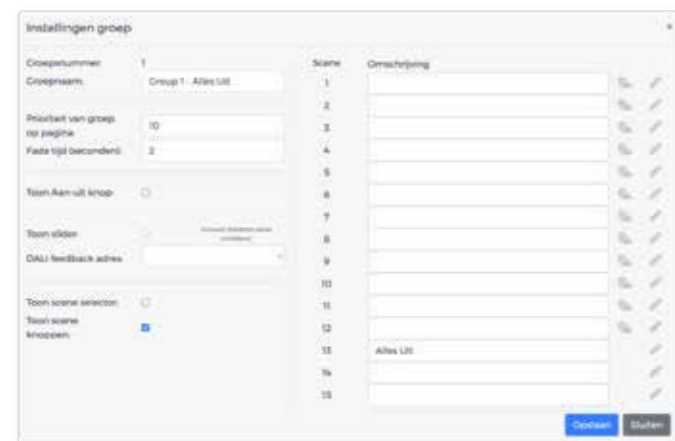 Instellingen groep
Groepsnummer 1
Groepnaam: Group 1 - Alles Uit
Prioriteit van groep
op pagina 10
Fade tijd (seconden): 2
Toon Aan-uit knop:
Toon slider:
DALI feedback adres
Toon scene selector:
Toon scene
knoppen:
Scene Omschrijving
1
2
3
4
5
6
7
8
9
10
11
12
13 Alles Uit
14
15
Opslaan Sluiten